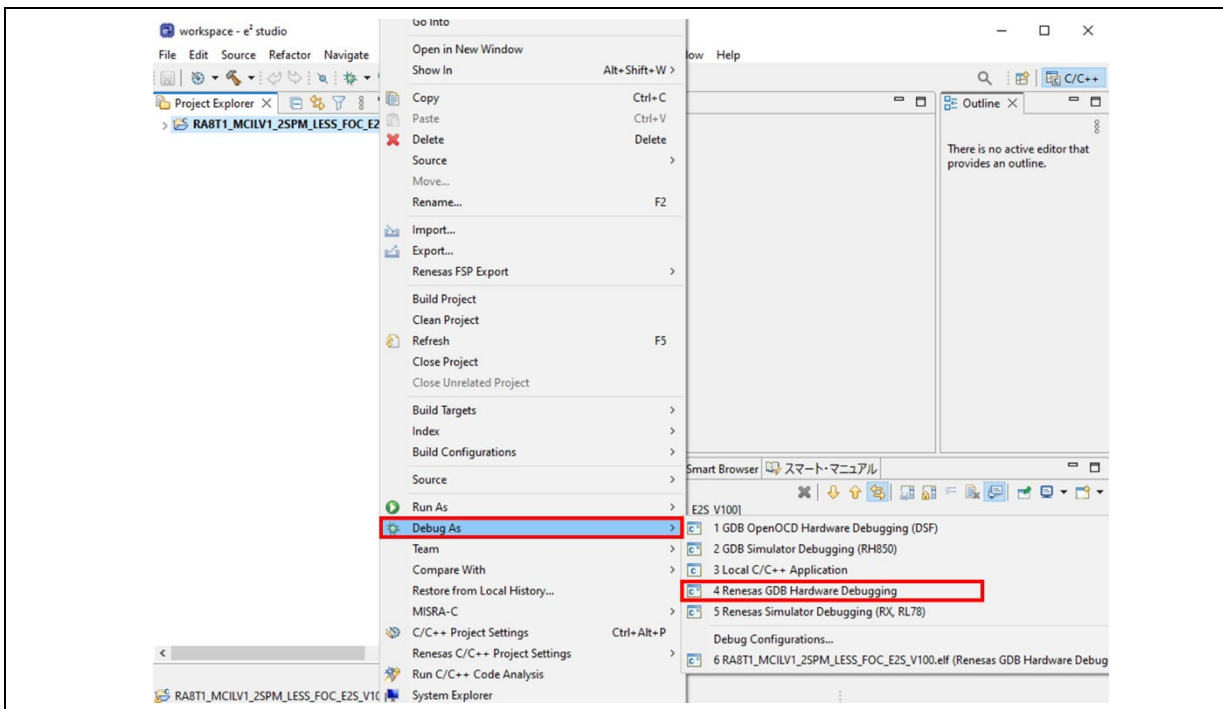 workspace - e² studio
File Edit Source Refactor Navigate
low Help
C/C++
Project Explorer
RA8T1_MCILV1_2SPM_LESS_FOC_E2
Go Into
Open in New Window
Show In Alt+Shift+W >
Copy Ctrl+C
Paste Ctrl+V
Delete Delete
Source >
Move...
Rename... F2
Import...
Export...
Renesas FSP Export >
Build Project
Clean Project
Refresh F5
Close Project
Close Unrelated Project
Build Targets >
Index >
Build Configurations >
Source >
Run As >
Debug As >
Team >
Compare With >
Restore from Local History...
MISRA-C >
C/C++ Project Settings Ctrl+Alt+P
Renesas C/C++ Project Settings >
Run C/C++ Code Analysis
System Explorer
Outline
There is no active editor that
provides an outline.
Smart Browser スマート・マニュアル
E2S V100]
1 GDB OpenOCD Hardware Debugging (DSF)
2 GDB Simulator Debugging (RH850)
3 Local C/C++ Application
4 Renesas GDB Hardware Debugging
5 Renesas Simulator Debugging (RX, RL78)
Debug Configurations...
6 RA8T1_MCILV1_2SPM_LESS_FOC_E2S_V100.elf (Renesas GDB Hardware Debug
RA8T1_MCILV1_2SPM_LESS_FOC_E2S_V10